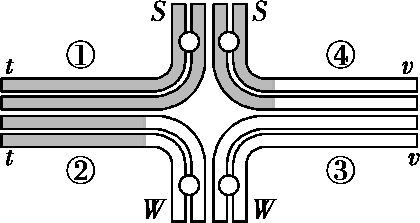 S S
① ④
t v
t v
② ③
W W